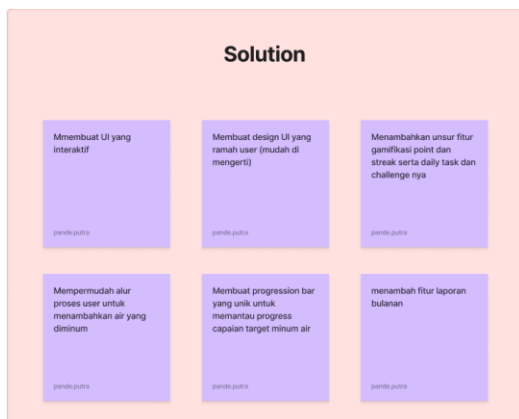 Solution
Mmembuat UI yang
interaktif
pande.putra
Membuat design UI yang
ramah user (mudah di
mengerti)
pande.putra
Menambahkan unsur fitur
gamifikasi point dan
streak serta daily task dan
challenge nya
pande.putra
Mempermudah alur
proses user untuk
menambahkan air yang
diminum
pande.putra
Membuat progression bar
yang unik untuk
memantau progress
capaian target minum air
pande.putra
menambah fitur laporan
bulanan
pande.putra